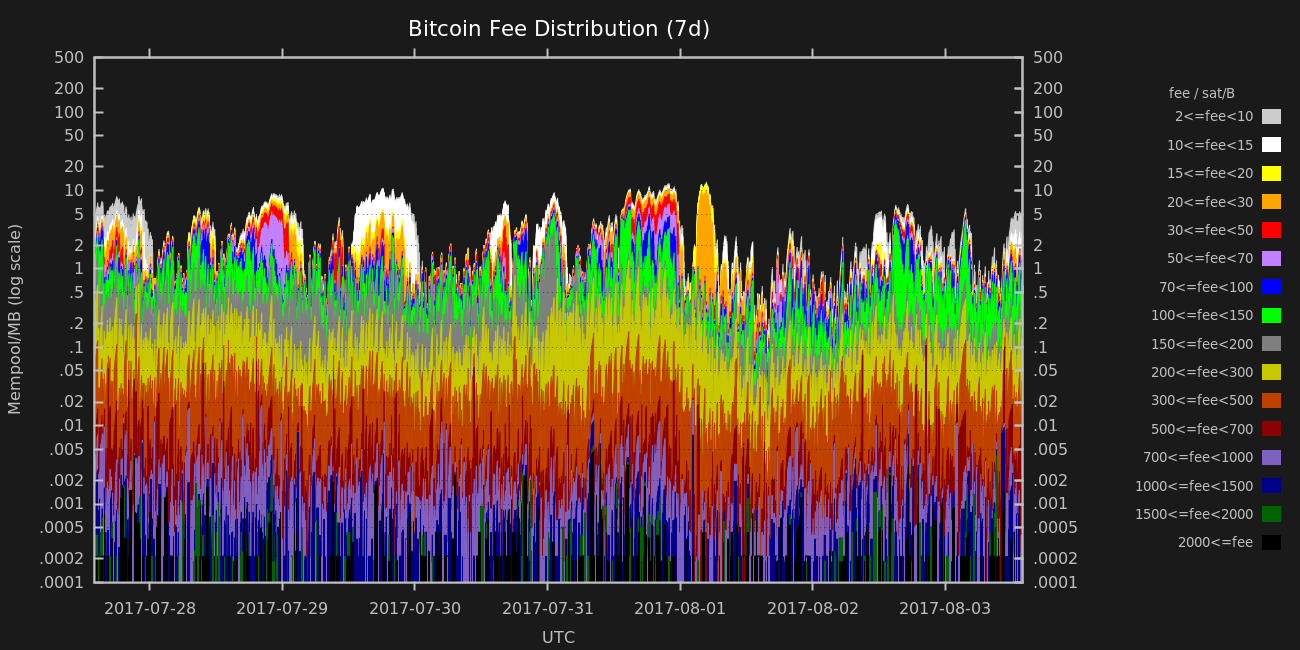 Bitcoin Fee Distribution (7d)
500
200
100
50
20
10
5
2
1
.5
.2
.1
.05
.02
.01
.005
.002
.001
.0005
.0002
.0001
Mempool/MB (log scale)
500
200
100
50
20
10
5
2
1
.5
.2
.1
.05
.02
.01
.005
.002
.001
.0005
.0002
.0001
2017-07-28 2017-07-29 2017-07-30 2017-07-31 2017-08-01 2017-08-02 2017-08-03
UTC
fee / sat/B
2<=fee<10
10<=fee<15
15<=fee<20
20<=fee<30
30<=fee<50
50<=fee<70
70<=fee<100
100<=fee<150
150<=fee<200
200<=fee<300
300<=fee<500
500<=fee<700
700<=fee<1000
1000<=fee<1500
1500<=fee<2000
2000<=fee